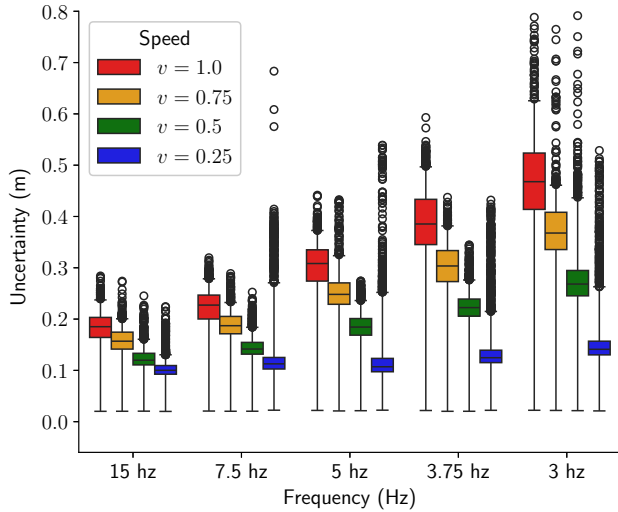 0.8
0.7
0.6
0.5
0.4
0.3
0.2
0.1
0.0
Uncertainty (m)
Speed
v = 1.0
v = 0.75
v = 0.5
v = 0.25
15 hz
7.5 hz
5 hz
3.75 hz
3 hz
Frequency (Hz)